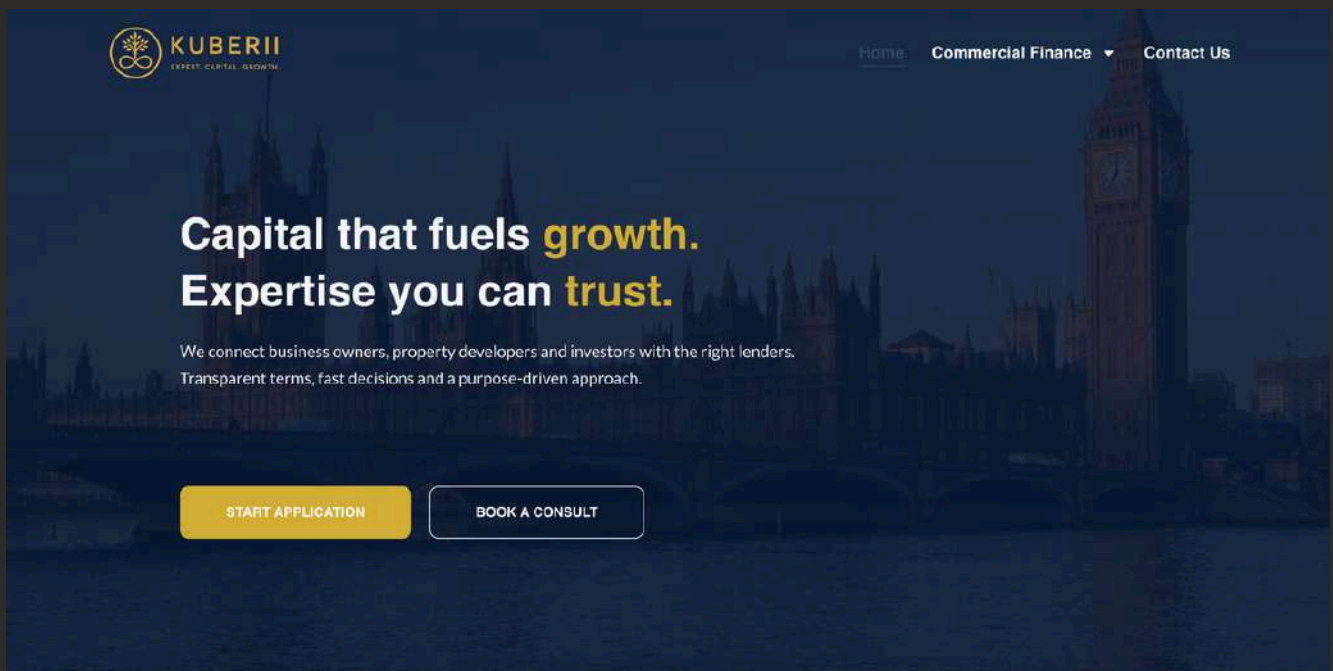 KUBERII
EXPERT. CAPITAL. GROWTH.
Home
Commercial Finance
Contact Us
Capital that fuels growth.
Expertise you can trust.
We connect business owners, property developers and investors with the right lenders.
Transparent terms, fast decisions and a purpose-driven approach.
START APPLICATION
BOOK A CONSULT